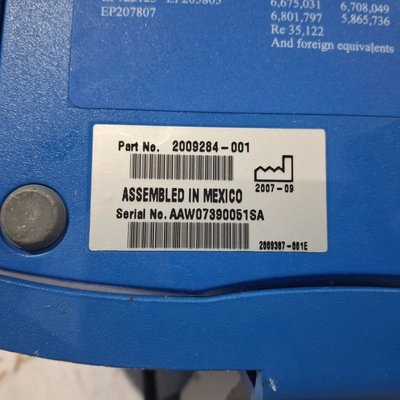 EP207807
6,675,031 6,708,049
6,801,797 5,865,736
Re 35,122
And foreign equivalents
Part No. 2009284-001
2007-09
ASSEMBLED IN MEXICO
Serial No. AAW07390051SA
2009307-001E